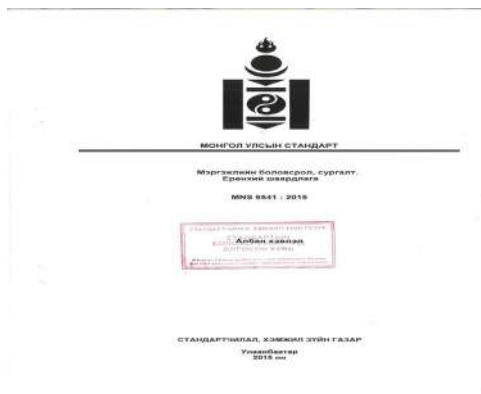 МОНГОЛ УЛСЫН СТАНДАРТ
Мэргэжлийн боловсрол, сургалт.
Ерөнхий шаардлага
MNS 6541 : 2015
Албан хэвлэл
СТАНДАРТЧИЛАЛ, ХЭМЖИЛ ЗҮЙН ГАЗАР
Улаанбаатар
2015 он